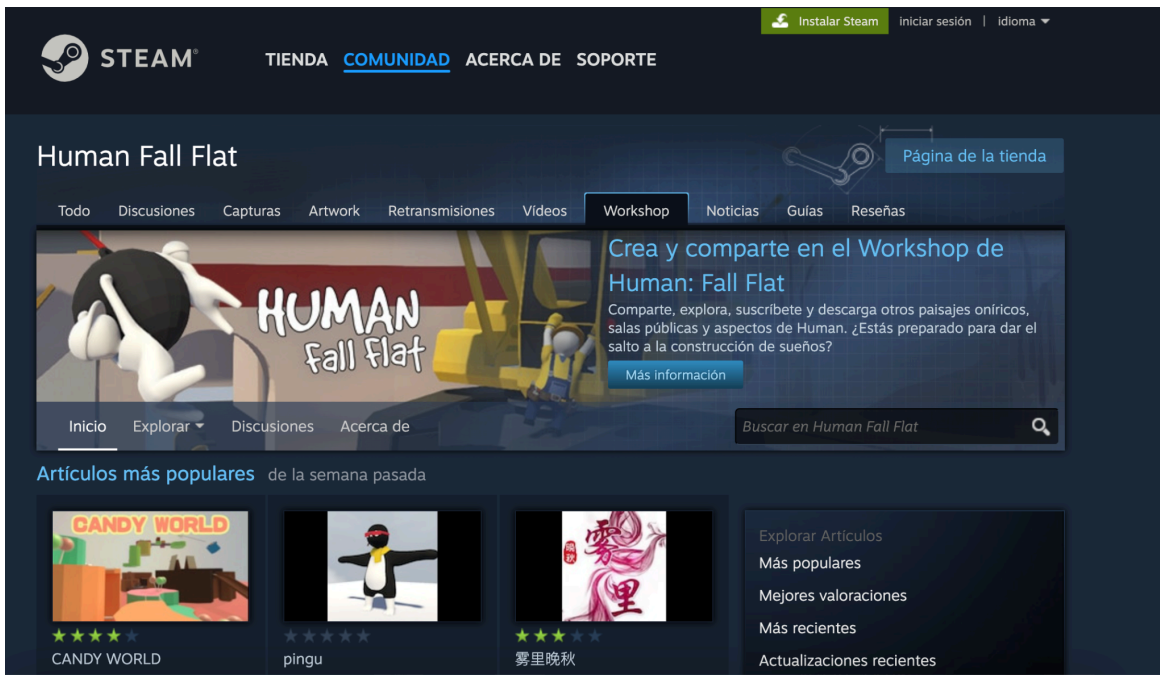 Instalar Steam iniciar sesión | idioma
STEAM® TIENDA COMUNIDAD ACERCA DE SOPORTE
Human Fall Flat
Página de la tienda
Todo Discusiones Capturas Artwork Retransmisiones Vídeos Workshop Noticias Guías Reseñas
HUMAN
Fall Flat
Crea y comparte en el Workshop de
Human: Fall Flat
Comparte, explora, suscríbete y descarga otros paisajes oníricos,
salas públicas y aspectos de Human. ¿Estás preparado para dar el
salto a la construcción de sueños?
Más información
Inicio Explorar Discusiones Acerca de
Buscar en Human Fall Flat
Artículos más populares de la semana pasada
CANDY WORLD
雾里
晚秋
CANDY WORLD
pingu
雾里晚秋
Explorar Artículos
Más populares
Mejores valoraciones
Más recientes
Actualizaciones recientes